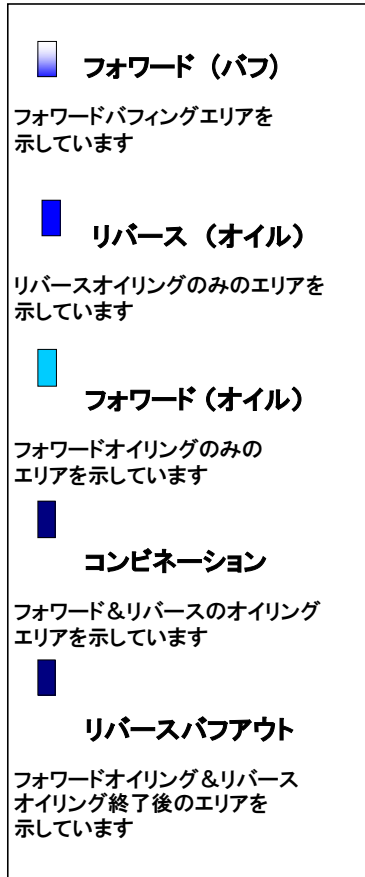 フォワード（バフ）
フォワードバフィングエリアを
示しています
リバース（オイル）
リバースオイリングのみのエリアを
示しています
フォワード（オイル）
フォワードオイリングのみの
エリアを示しています
コンビネーション
フォワード＆リバースのオイリング
エリアを示しています
リバースバフアウト
フォワードオイリング＆リバース
オイリング終了後のエリアを
示しています